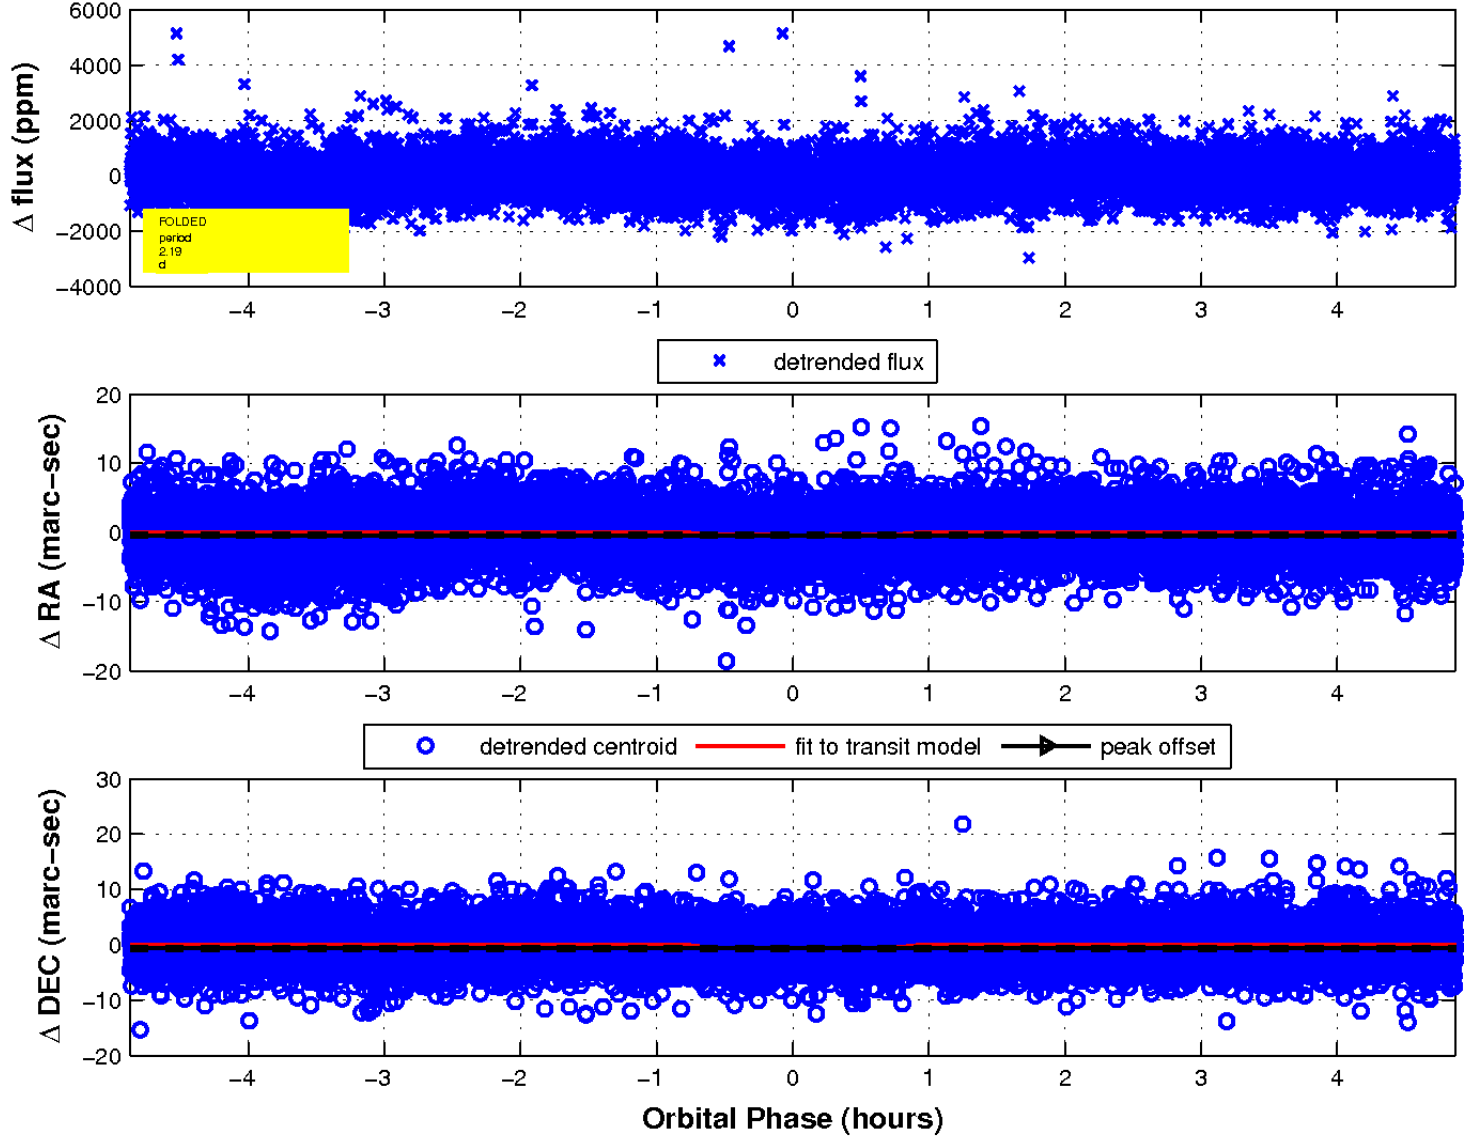 6000
4000
2000
0
−2000
−4000
Δ flux (ppm)
FOLDED
period
2.19
d
−4 −3 −2 −1 0 1 2 3 4
detrended flux
20
10
0
−10
−20
Δ RA (marc−sec)
−4 −3 −2 −1 0 1 2 3 4
detrended centroid fit to transit model peak offset
30
20
10
0
−10
−20
Δ DEC (marc−sec)
−4 −3 −2 −1 0 1 2 3 4
Orbital Phase (hours)